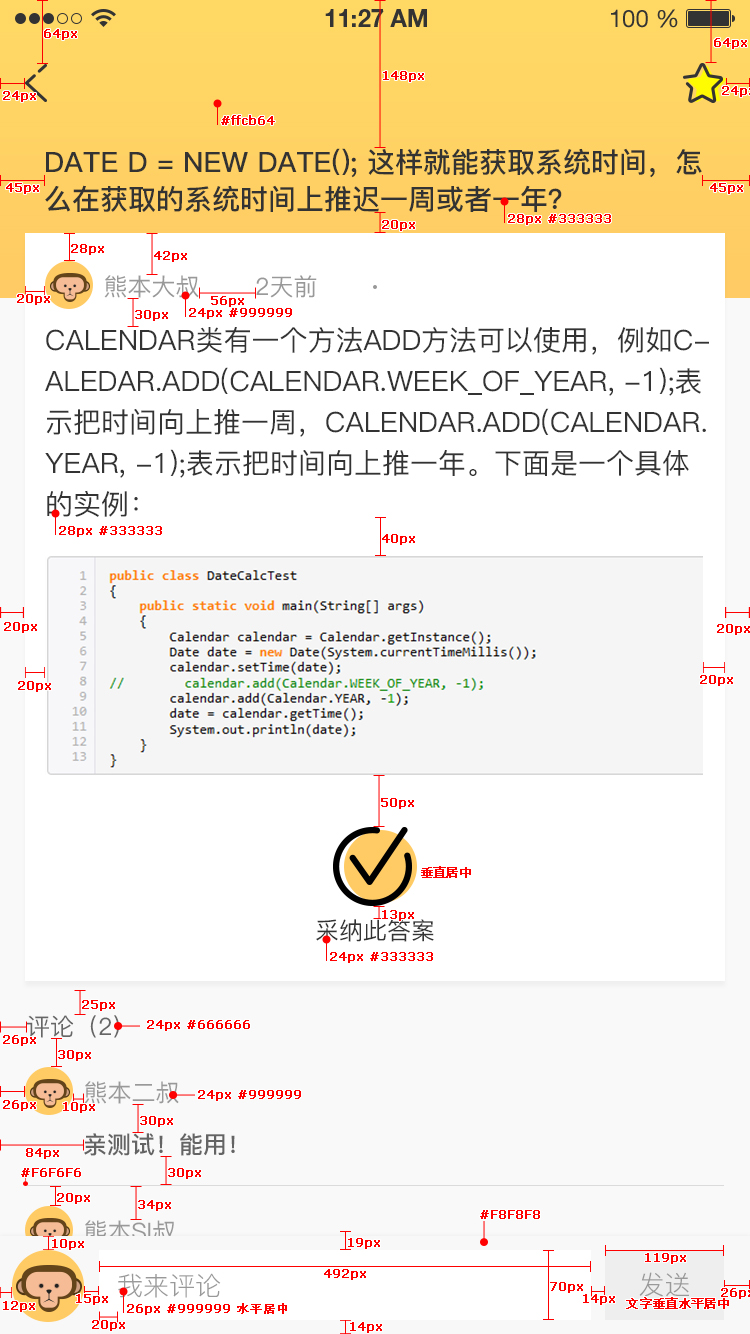 11:27 AM
100 %
64px
64px
24px
24px
148px
#ffcb64
DATE D = NEW DATE(); 这样就能获取系统时间，怎
么在获取的系统时间上推迟一周或者一年?
45px
45px
28px #333333
20px
28px
42px
熊本大叔
2天前
20px
56px
30px
24px #999999
CALENDAR类有一个方法ADD方法可以使用，例如C-
ALEDAR.ADD(CALENDAR.WEEK_OF_YEAR, -1);表
示把时间向上推一周，CALENDAR.ADD(CALENDAR.
YEAR, -1);表示把时间向上推一年。下面是一个具体
的实例：
28px #333333
40px
1 public class DateCalcTest
2 {
3 public static void main(String[] args)
4 {
5 Calendar calendar = Calendar.getInstance();
6 Date date = new Date(System.currentTimeMillis());
7 calendar.setTime(date);
8 // calendar.add(Calendar.WEEK_OF_YEAR, -1);
9 calendar.add(Calendar.YEAR, -1);
10 date = calendar.getTime();
11 System.out.println(date);
12 }
13 }
20px
20px
20px
20px
50px
垂直居中
13px
采纳此答案
24px #333333
25px
评论（2）
24px #666666
26px
30px
熊本二叔
24px #999999
26px
10px
30px
亲测试！能用！
84px
30px
#F6F6F6
20px
34px
熊本SI叔
#F8F8F8
10px
19px
119px
492px
我来评论
70px
发送
12px
15px
26px #999999 水平居中
14px
26px
文字垂直水平居中
20px
14px